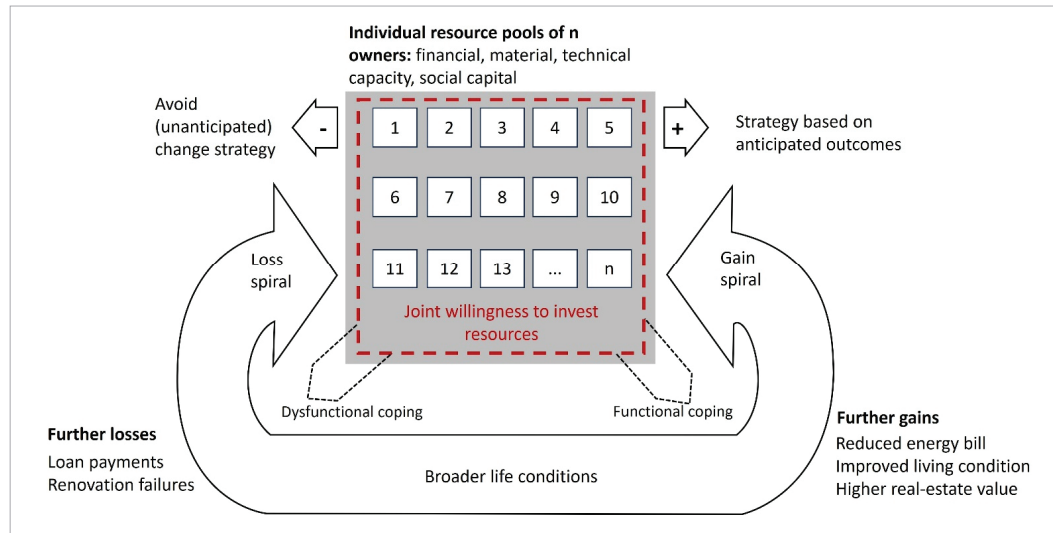 Individual resource pools of n
owners: financial, material, technical
capacity, social capital
Avoid
(unanticipated)
change strategy
-
+
Strategy based on
anticipated outcomes
1 2 3 4 5
6 7 8 9 10
11 12 13 ... n
Loss
spiral
Gain
spiral
Joint willingness to invest
resources
Dysfunctional coping
Functional coping
Further losses
Loan payments
Renovation failures
Broader life conditions
Further gains
Reduced energy bill
Improved living condition
Higher real-estate value